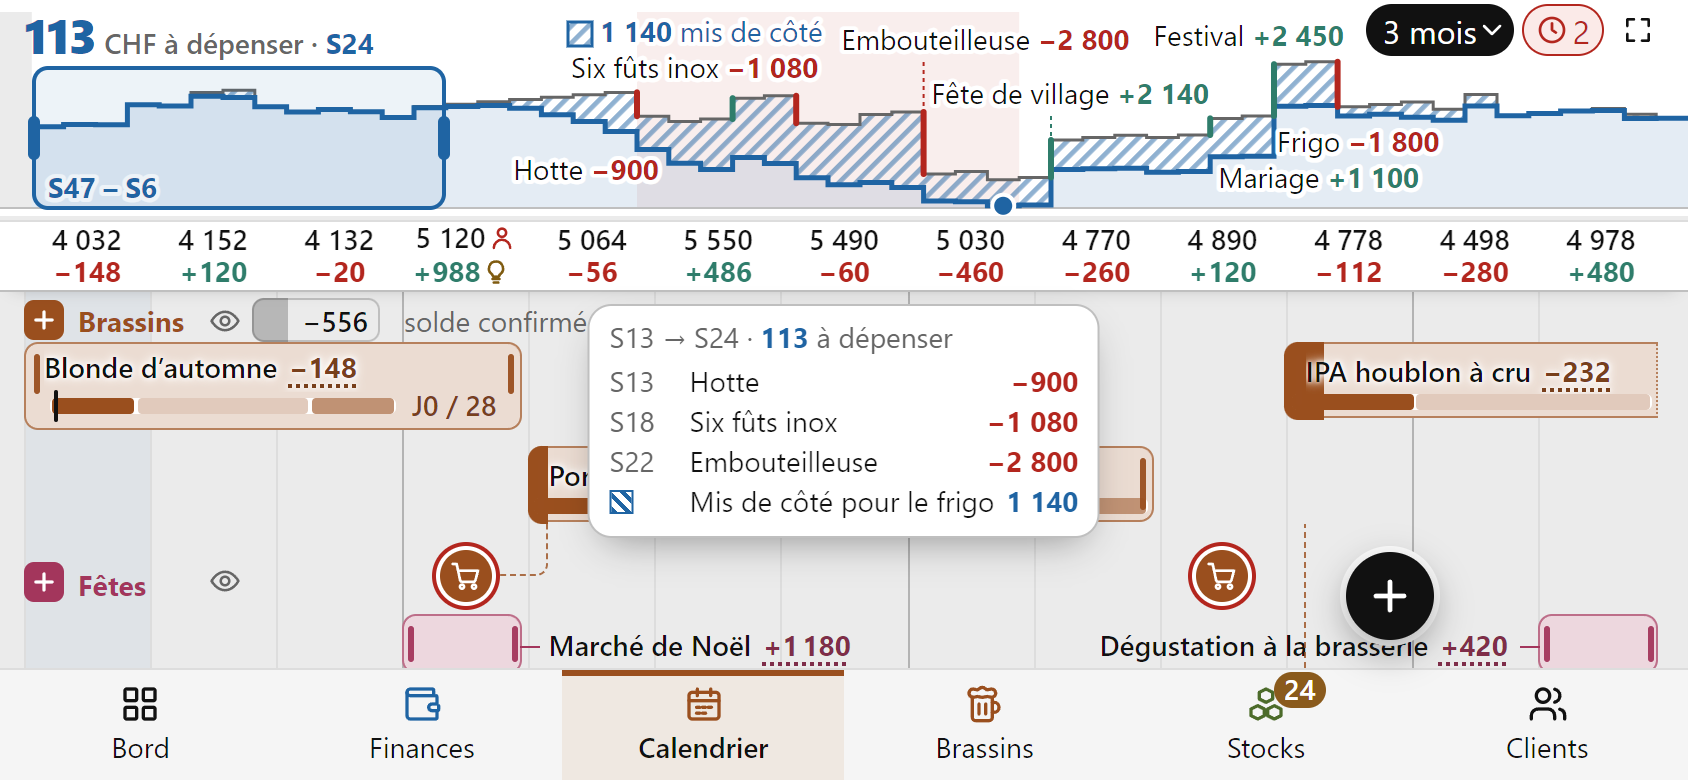 113 CHF à dépenser · S24
1 140 mis de côté
Six fûts inox −1 080
Embouteilleuse −2 800
Festival +2 450
3 mois
2
Fête de village +2 140
Hotte −900
Frigo −1 800
Mariage +1 100
S47 – S6
4 032 4 152 4 132 5 120 5 064 5 550 5 490 5 030 4 770 4 890 4 778 4 498 4 978
−148 +120 −20 +988 −56 +486 −60 −460 −260 +120 −112 −280 +480
Brassins −556 solde confirmé
Blonde d’automne −148
J0 / 28
S13 → S24 · 113 à dépenser
S13 Hotte −900
S18 Six fûts inox −1 080
S22 Embouteilleuse −2 800
Mis de côté pour le frigo 1 140
IPA houblon à cru −232
Por
Fêtes
Marché de Noël +1 180
Dégustation à la brasserie +420
Bord
Finances
Calendrier
Brassins
24
Stocks
Clients